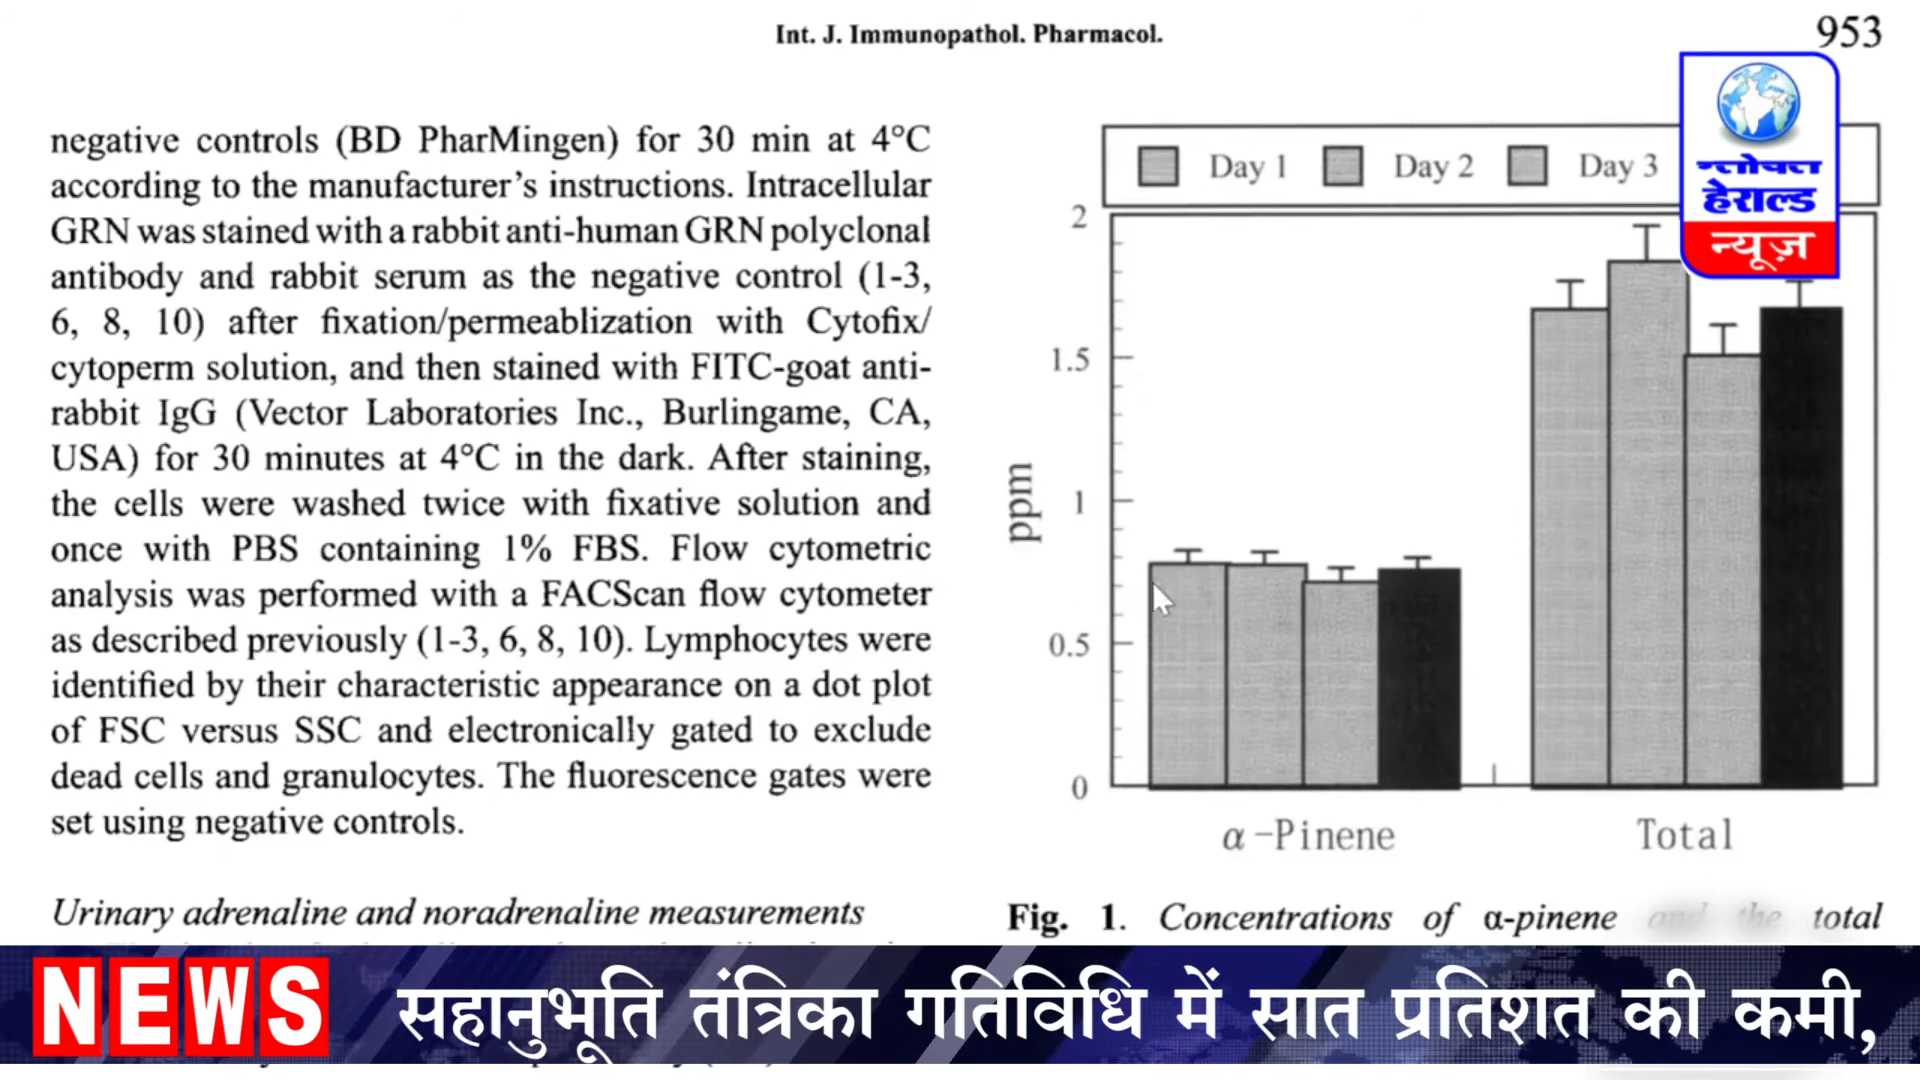 Int. J. Immunopathol. Pharmacol.
953
negative controls (BD PharMingen) for 30 min at 4°C
according to the manufacturer's instructions. Intracellular
GRN was stained with a rabbit anti-human GRN polyclonal
antibody and rabbit serum as the negative control (1-3,
6, 8, 10) after fixation/permeablization with Cytofix/
cytoperm solution, and then stained with FITC-goat anti-
rabbit IgG (Vector Laboratories Inc., Burlingame, CA,
USA) for 30 minutes at 4°C in the dark. After staining,
the cells were washed twice with fixative solution and
once with PBS containing 1% FBS. Flow cytometric
analysis was performed with a FACScan flow cytometer
as described previously (1-3, 6, 8, 10). Lymphocytes were
identified by their characteristic appearance on a dot plot
of FSC versus SSC and electronically gated to exclude
dead cells and granulocytes. The fluorescence gates were
set using negative controls.
Urinary adrenaline and noradrenaline measurements
Day 1 Day 2 Day 3
ग्लोबल
हेराल्ड
न्यूज़
2
1.5
1
0.5
0
ppm
α-Pinene Total
Fig. 1. Concentrations of α-pinene and the total
NEWS सहानुभूति तंत्रिका गतिविधि में सात प्रतिशत की कमी,